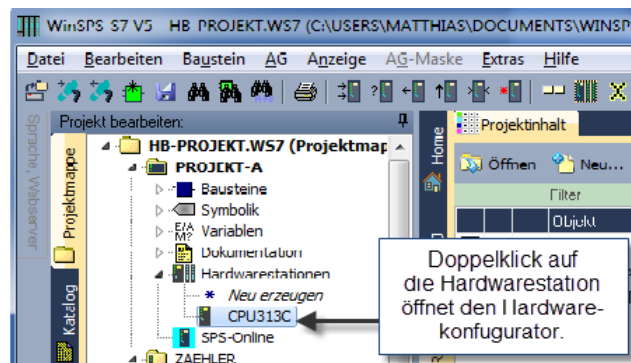 WinSPS S7 V5 HB PROJEKT.WS7 (C:\USERS\MATTHIAS\DOCUMENTS\WINSP
Datei Bearbeiten Baustein AG Anzeige AG-Maske Extras Hilfe
Projekt bearbeiten:
Sprache, Webserver
Projektmappe
Katalog
HB-PROJEKT.WS7 (Projektmap
PROJEKT-A
Bausteine
Symbolik
E/A M? Variablen
Dokumentation
Hardwarestationen
* Neu erzeugen
CPU313C
SPS-Online
ZAEHLER
Home
Projektinhalt
Öffnen Neu...
Filter
Objekt
Doppelklick auf
die Hardwarestation
öffnet den Hardware-
konfugurator.